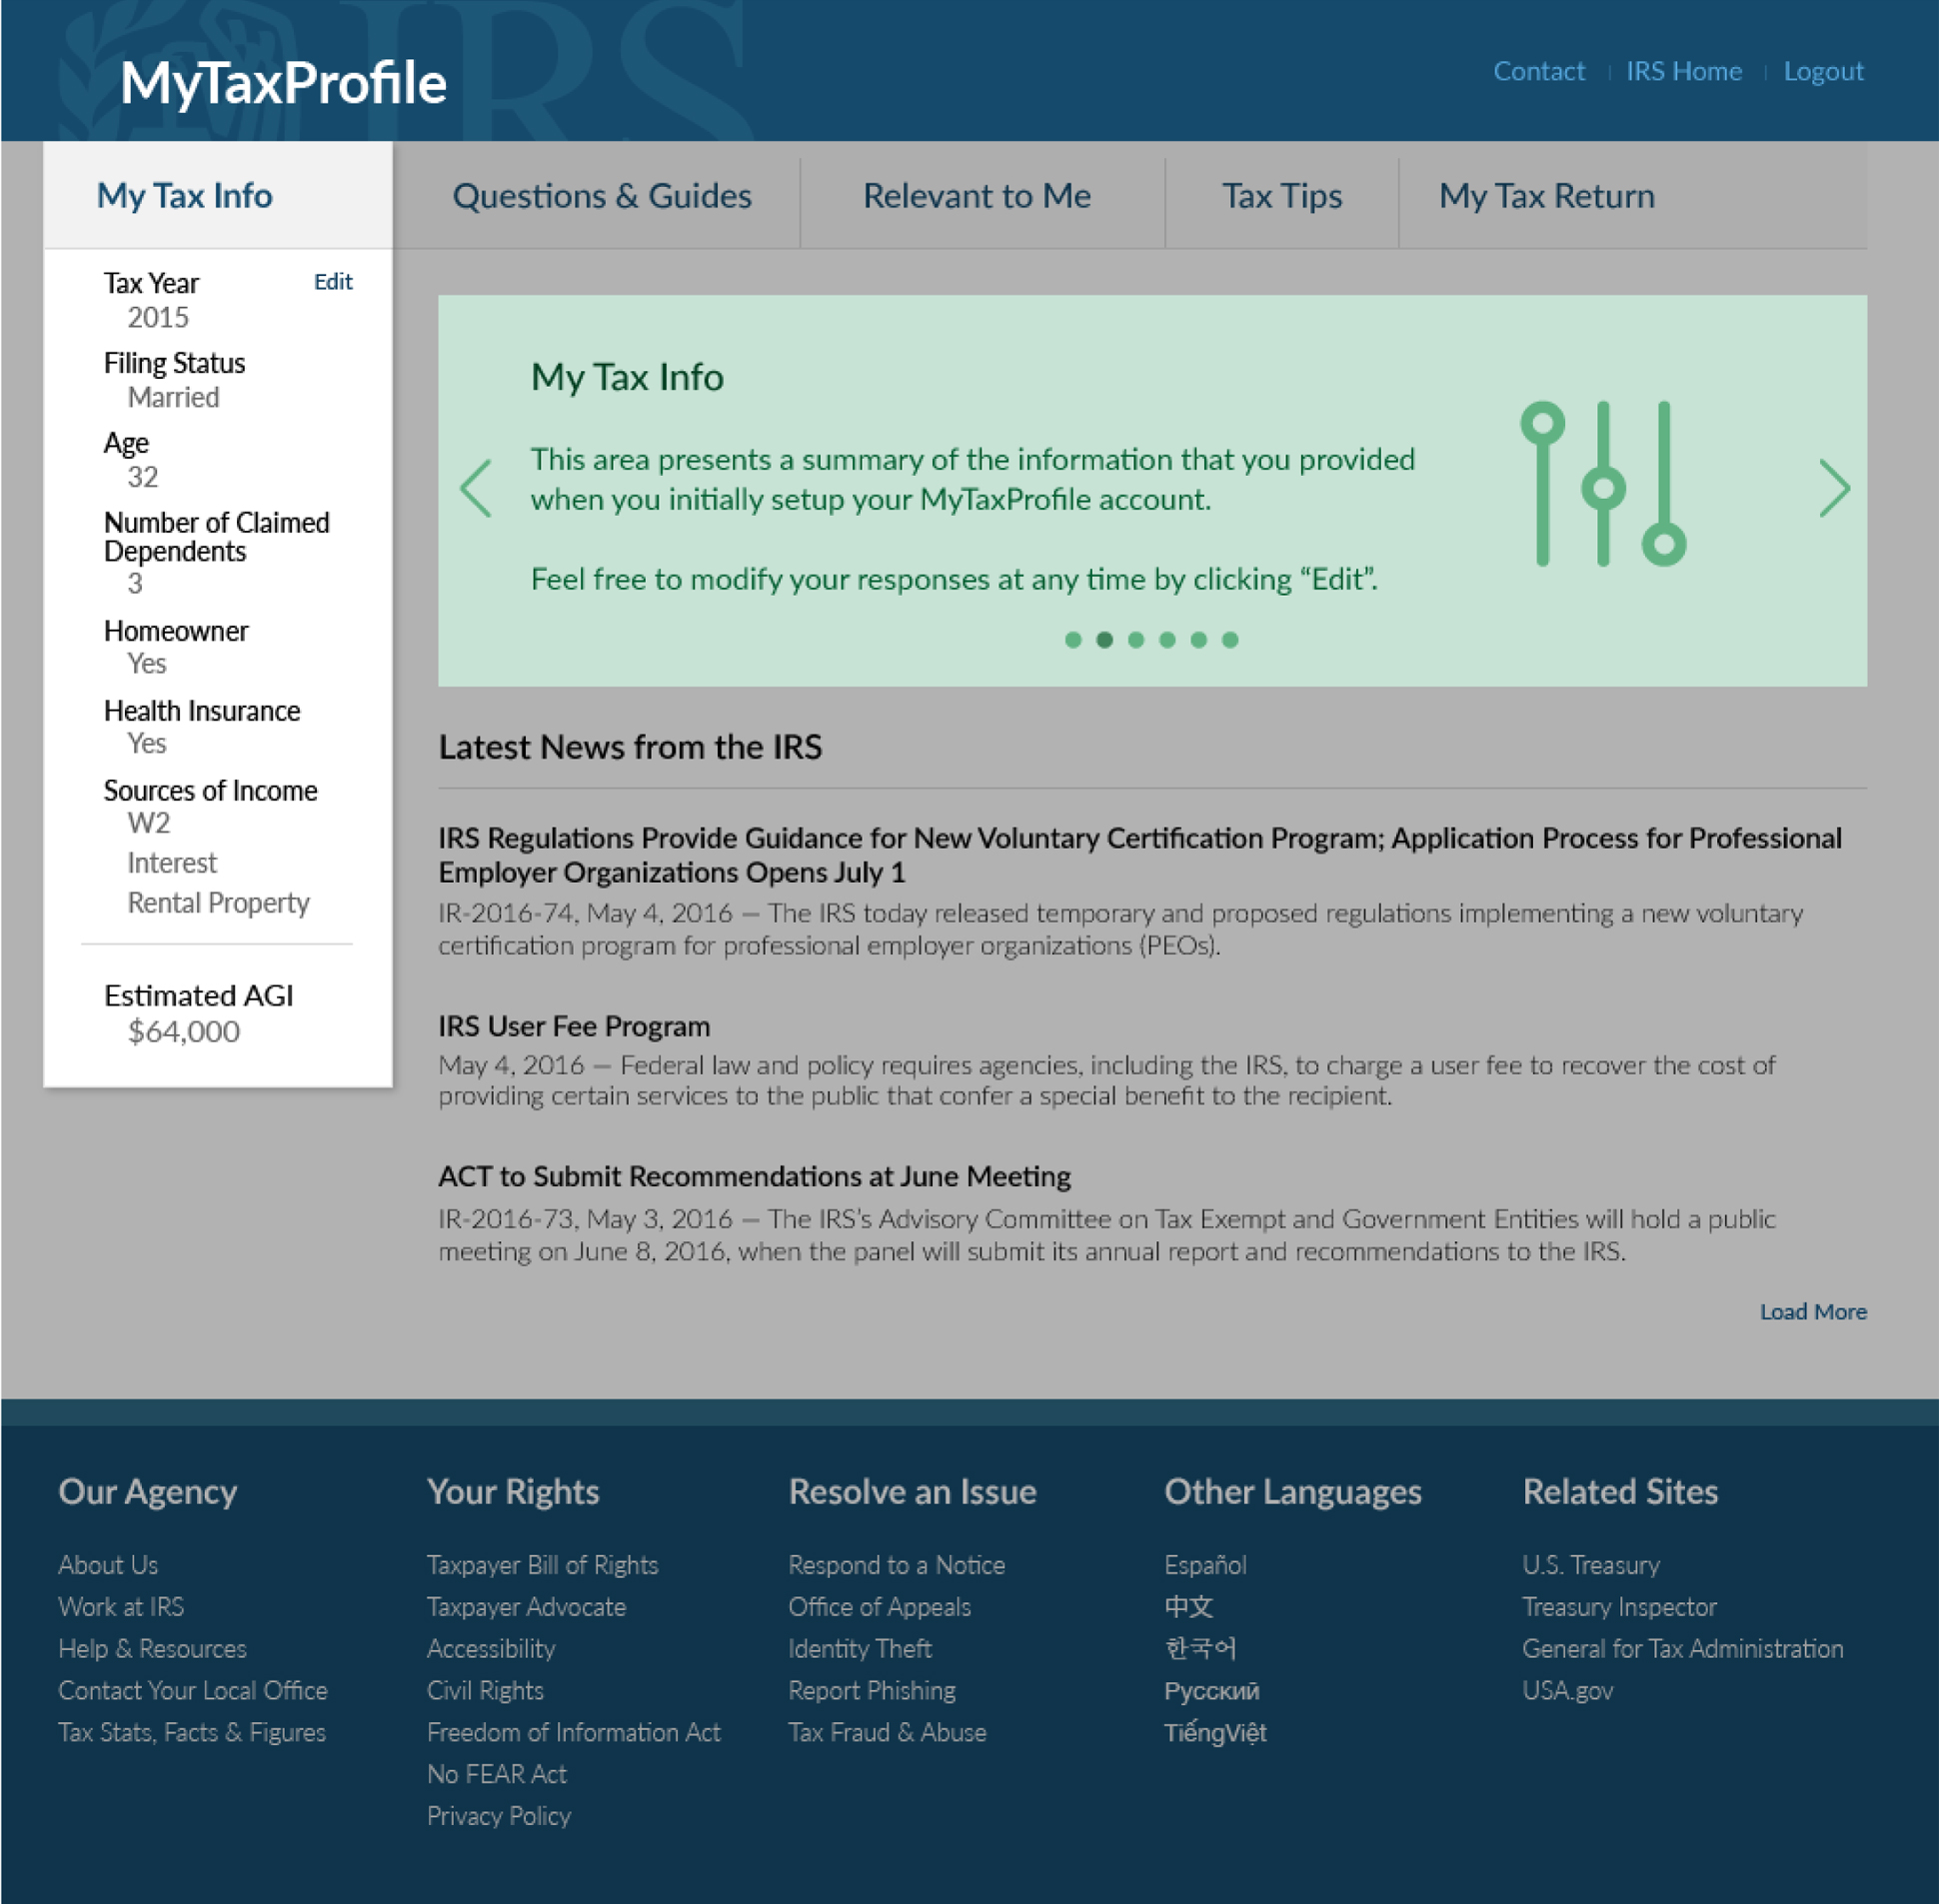 IRS
MyTaxProfile
Contact
IRS Home
Logout
My Tax Info
Questions & Guides
Relevant to Me
Tax Tips
My Tax Return
Tax Year
Edit
2015
Filing Status
Married
Age
32
Number of Claimed
Dependents
3
Homeowner
Yes
Health Insurance
Yes
Sources of Income
W2
Interest
Rental Property
Estimated AGI
$64,000
My Tax Info
This area presents a summary of the information that you provided
when you initially setup your MyTaxProfile account.
Feel free to modify your responses at any time by clicking “Edit”.
Latest News from the IRS
IRS Regulations Provide Guidance for New Voluntary Certification Program; Application Process for Professional
Employer Organizations Opens July 1
IR-2016-74, May 4, 2016 — The IRS today released temporary and proposed regulations implementing a new voluntary
certification program for professional employer organizations (PEOs).
IRS User Fee Program
May 4, 2016 — Federal law and policy requires agencies, including the IRS, to charge a user fee to recover the cost of
providing certain services to the public that confer a special benefit to the recipient.
ACT to Submit Recommendations at June Meeting
IR-2016-73, May 3, 2016 — The IRS’s Advisory Committee on Tax Exempt and Government Entities will hold a public
meeting on June 8, 2016, when the panel will submit its annual report and recommendations to the IRS.
Load More
Our Agency
About Us
Work at IRS
Help & Resources
Contact Your Local Office
Tax Stats, Facts & Figures
Your Rights
Taxpayer Bill of Rights
Taxpayer Advocate
Accessibility
Civil Rights
Freedom of Information Act
No FEAR Act
Privacy Policy
Resolve an Issue
Respond to a Notice
Office of Appeals
Identity Theft
Report Phishing
Tax Fraud & Abuse
Other Languages
Español
中文
한국어
Русский
TiếngViệt
Related Sites
U.S. Treasury
Treasury Inspector
General for Tax Administration
USA.gov